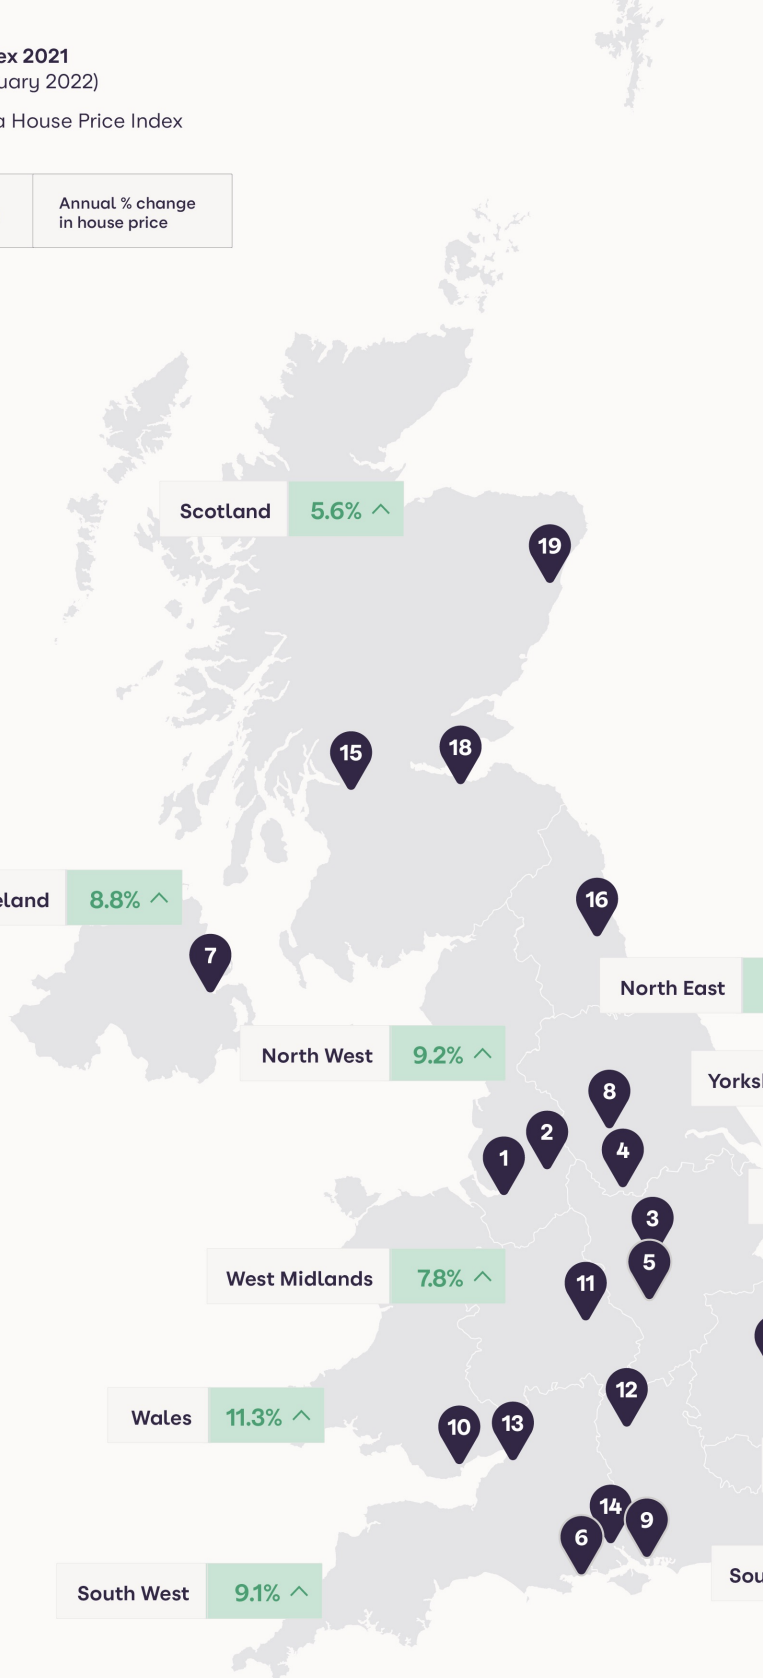 ex 2021
uary 2022)
a House Price Index
Annual % change
in house price
Scotland 5.6%
19
15
18
eland 8.8%
16
7
North East
North West 9.2%
Yorks
8
2
1
4
3
5
West Midlands 7.8%
11
12
Wales 11.3%
10
13
14
9
6
Sou
South West 9.1%